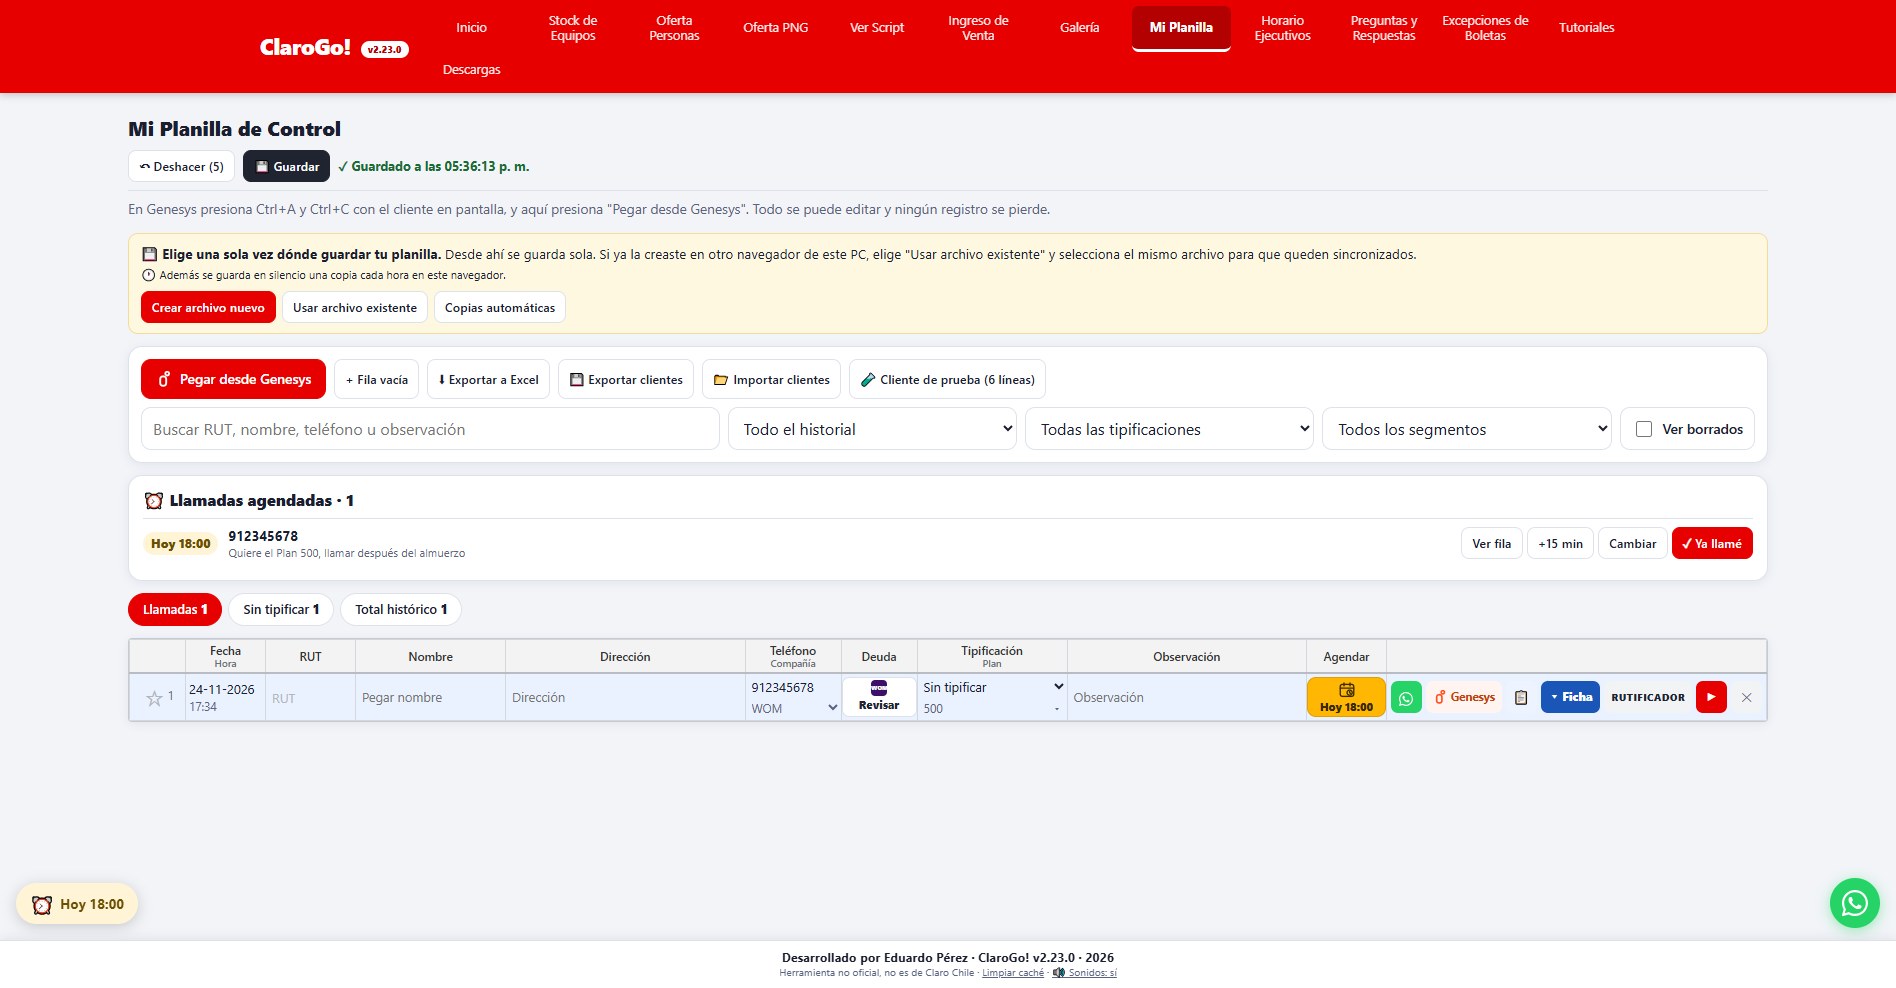 ClaroGo! v2.23.0
Inicio
Stock de Equipos
Oferta Personas
Oferta PNG
Ver Script
Ingreso de Venta
Galería
Mi Planilla
Horario Ejecutivos
Preguntas y Respuestas
Excepciones de Boletas
Tutoriales
Descargas
Mi Planilla de Control
Deshacer (5)
Guardar
✓ Guardado a las 05:36:13 p. m.
En Genesys presiona Ctrl+A y Ctrl+C con el cliente en pantalla, y aquí presiona "Pegar desde Genesys". Todo se puede editar y ningún registro se pierde.
Elige una sola vez dónde guardar tu planilla. Desde ahí se guarda sola. Si ya la creaste en otro navegador de este PC, elige "Usar archivo existente" y selecciona el mismo archivo para que queden sincronizados.
Además se guarda en silencio una copia cada hora en este navegador.
Crear archivo nuevo
Usar archivo existente
Copias automáticas
Pegar desde Genesys
+ Fila vacía
⬇ Exportar a Excel
Exportar clientes
Importar clientes
Cliente de prueba (6 líneas)
Buscar RUT, nombre, teléfono u observación
Todo el historial
Todas las tipificaciones
Todos los segmentos
Ver borrados
Llamadas agendadas · 1
Hoy 18:00
912345678
Quiere el Plan 500, llamar después del almuerzo
Ver fila
+15 min
Cambiar
✓ Ya llamé
Llamadas 1
Sin tipificar 1
Total histórico 1
Fecha
Hora
RUT
Nombre
Dirección
Teléfono
Compañía
Deuda
Tipificación
Plan
Observación
Agendar
☆ 1
24-11-2026
17:34
RUT
Pegar nombre
Dirección
912345678
WOM
WOM
Revisar
Sin tipificar
500
Observación
Hoy 18:00
Genesys
Ficha
RUTIFICADOR
Hoy 18:00
Desarrollado por Eduardo Pérez · ClaroGo! v2.23.0 · 2026
Herramienta no oficial, no es de Claro Chile · Limpiar caché · Sonidos: sí